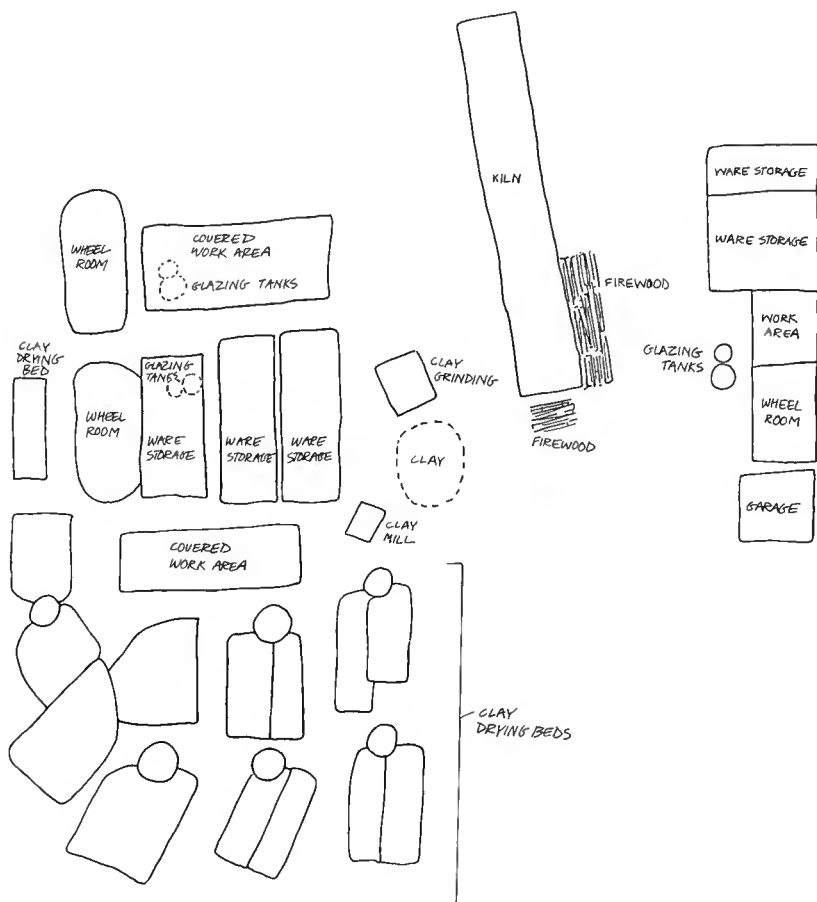 KILN
WARE STORAGE
WARE STORAGE
WHEEL
ROOM
COVERED
WORK AREA
GLAZING TANKS
FIREWOOD
WORK
AREA
CLAY
DRYING
BED
GLAZING
TANKS
CLAY
GRINDING
GLAZING
TANKS
WHEEL
ROOM
WHEEL
ROOM
WARE
STORAGE
WARE
STORAGE
WARE
STORAGE
FIREWOOD
CLAY
GARAGE
CLAY
MILL
COVERED
WORK AREA
CLAY
DRYING BEDS